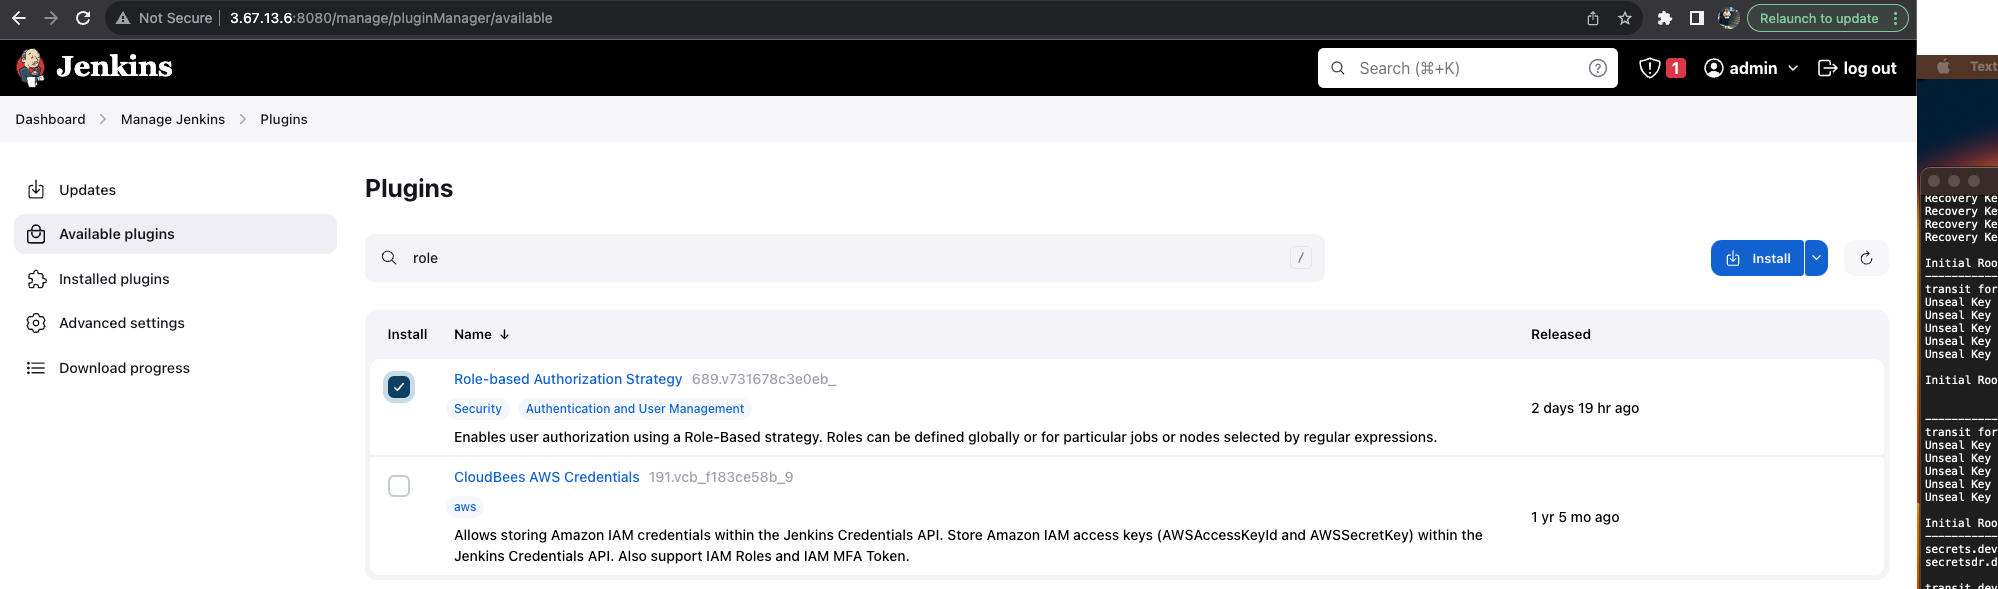 Not Secure 3.67.13.6:8080/manage/pluginManager/available
Relaunch to update
Jenkins
Search (⌘+K)
1
admin
log out
Text
Dashboard
Manage Jenkins
Plugins
Updates
Available plugins
Installed plugins
Advanced settings
Download progress
Plugins
role
/
Install
Install Name ↓ Released
Role-based Authorization Strategy 689.v731678c3e0eb_
Security Authentication and User Management
Enables user authorization using a Role-Based strategy. Roles can be defined globally or for particular jobs or nodes selected by regular expressions.
2 days 19 hr ago
CloudBees AWS Credentials 191.vcb_f183ce58b_9
aws
Allows storing Amazon IAM credentials within the Jenkins Credentials API. Store Amazon IAM access keys (AWSAccessKeyId and AWSSecretKey) within the
Jenkins Credentials API. Also support IAM Roles and IAM MFA Token.
1 yr 5 mo ago
Recovery Ke
Recovery Ke
Recovery Ke
Recovery Ke
Initial Roo
-----------
transit for
Unseal Key
Unseal Key
Unseal Key
Unseal Key
Unseal Key
Initial Roo
-----------
transit for
Unseal Key
Unseal Key
Unseal Key
Unseal Key
Unseal Key
Initial Roo
-----------
secrets.dev
secretsdr.d
transit.dev